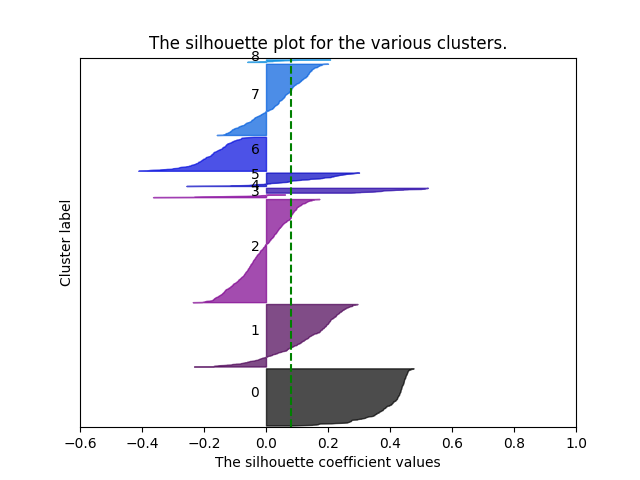 The silhouette plot for the various clusters.
8
7
6
5
4
3
2
1
0
Cluster label
−0.6 −0.4 −0.2 0.0 0.2 0.4 0.6 0.8 1.0
The silhouette coefficient values